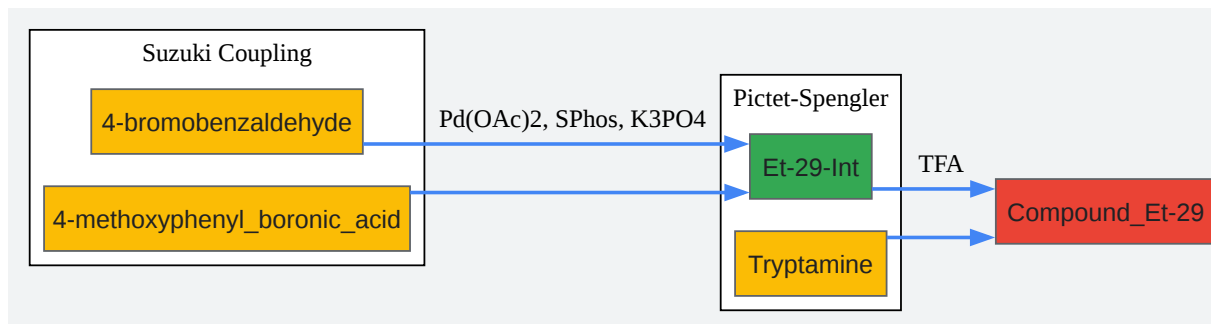 Suzuki Coupling
4-bromobenzaldehyde
4-methoxyphenyl_boronic_acid
Pd(OAc)2, SPhos, K3PO4
Pictet-Spengler
Et-29-Int
Tryptamine
TFA
Compound_Et-29